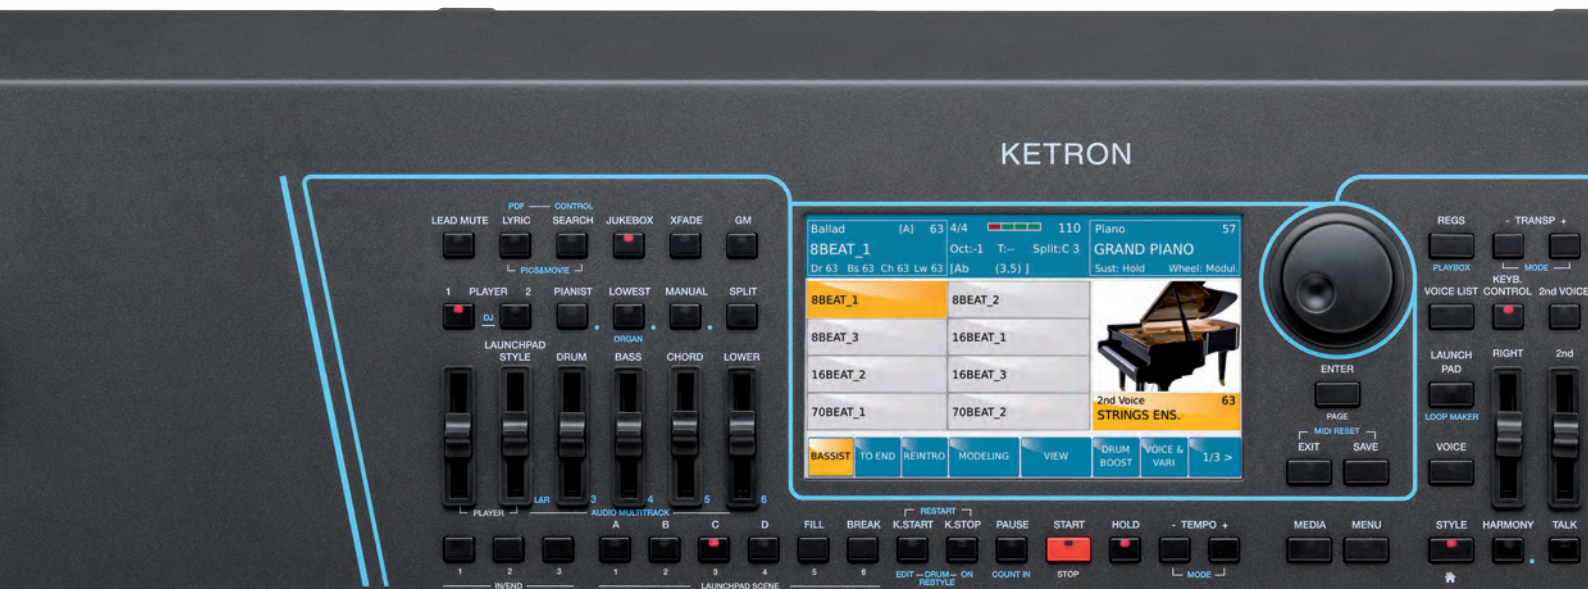 KETRON
PDF CONTROL
LEAD MUTE LYRIC SEARCH JUKEBOX XFADE GM
PICS&MOVIE
1 PLAYER 2 PIANIST LOWEST MANUAL SPLIT
DJ
ORGAN
LAUNCHPAD
STYLE DRUM BASS CHORD LOWER
L&R 3 4 5 6
PLAYER AUDIO MULTITRACK
A B C D FILL BREAK K.START K.STOP PAUSE START HOLD - TEMPO +
RESTART
1 2 3 1 2 3 4 5 6 EDIT DRUM ON COUNT IN STOP MODE
RESTYLE
IN/END LAUNCHPAD SCENE
Ballad [A] 63
8BEAT_1
Dr 63 Bs 63 Ch 63 Lw 63
4/4 110
Oct:-1 T:-- Split:C 3
[Ab (3,5) ]
Piano 57
GRAND PIANO
Sust: Hold Wheel: Modul.
8BEAT_1 8BEAT_2
8BEAT_3 16BEAT_1
16BEAT_2 16BEAT_3
70BEAT_1 70BEAT_2
2nd Voice 63
STRINGS ENS.
BASSIST TO END REINTRO MODELING VIEW DRUM BOOST VOICE & VARI 1/3 >
ENTER
PAGE
MIDI RESET
EXIT SAVE
MEDIA MENU
REGS - TRANSP +
PLAYBOX MODE
VOICE LIST KEYB. CONTROL 2nd VOICE
LAUNCH PAD RIGHT 2nd
LOOP MAKER
VOICE
STYLE HARMONY TALK